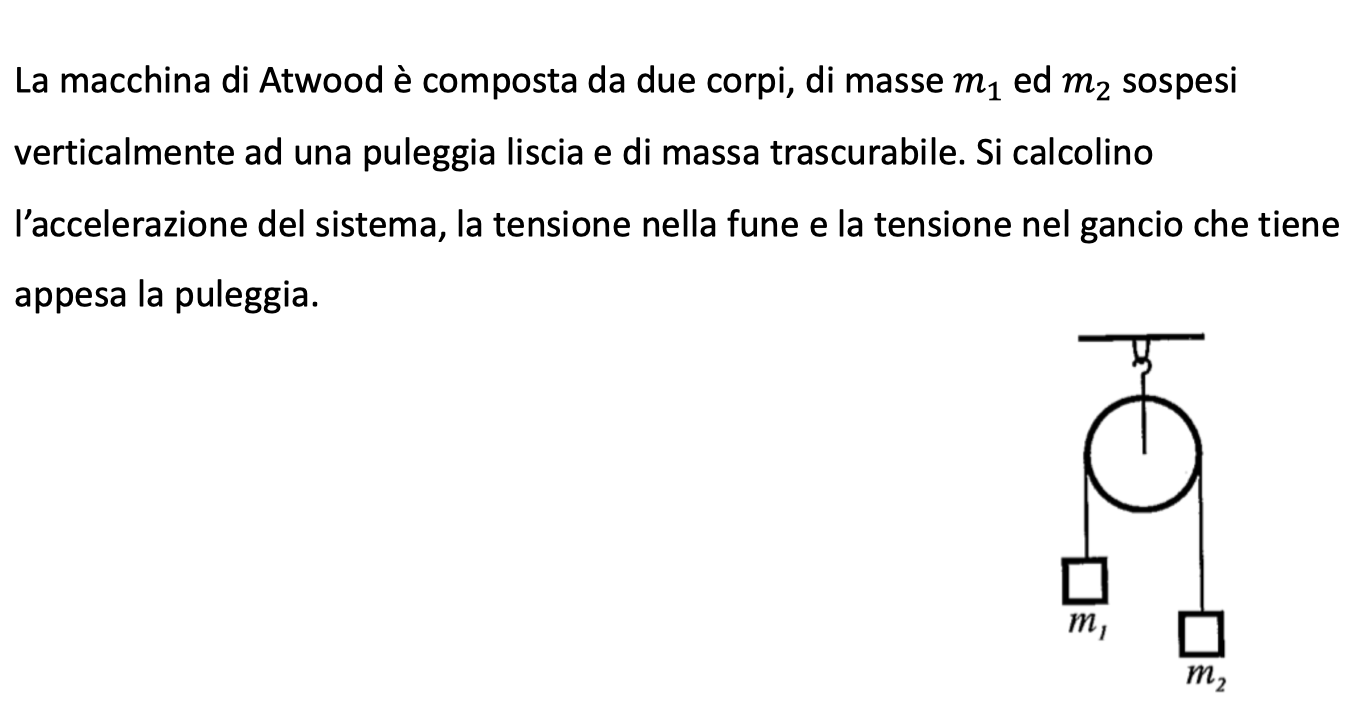 La macchina di Atwood è composta da due corpi, di masse m₁ ed m₂ sospesi
verticalmente ad una puleggia liscia e di massa trascurabile. Si calcolino
l’accelerazione del sistema, la tensione nella fune e la tensione nel gancio che tiene
appesa la puleggia.
m₁
m₂